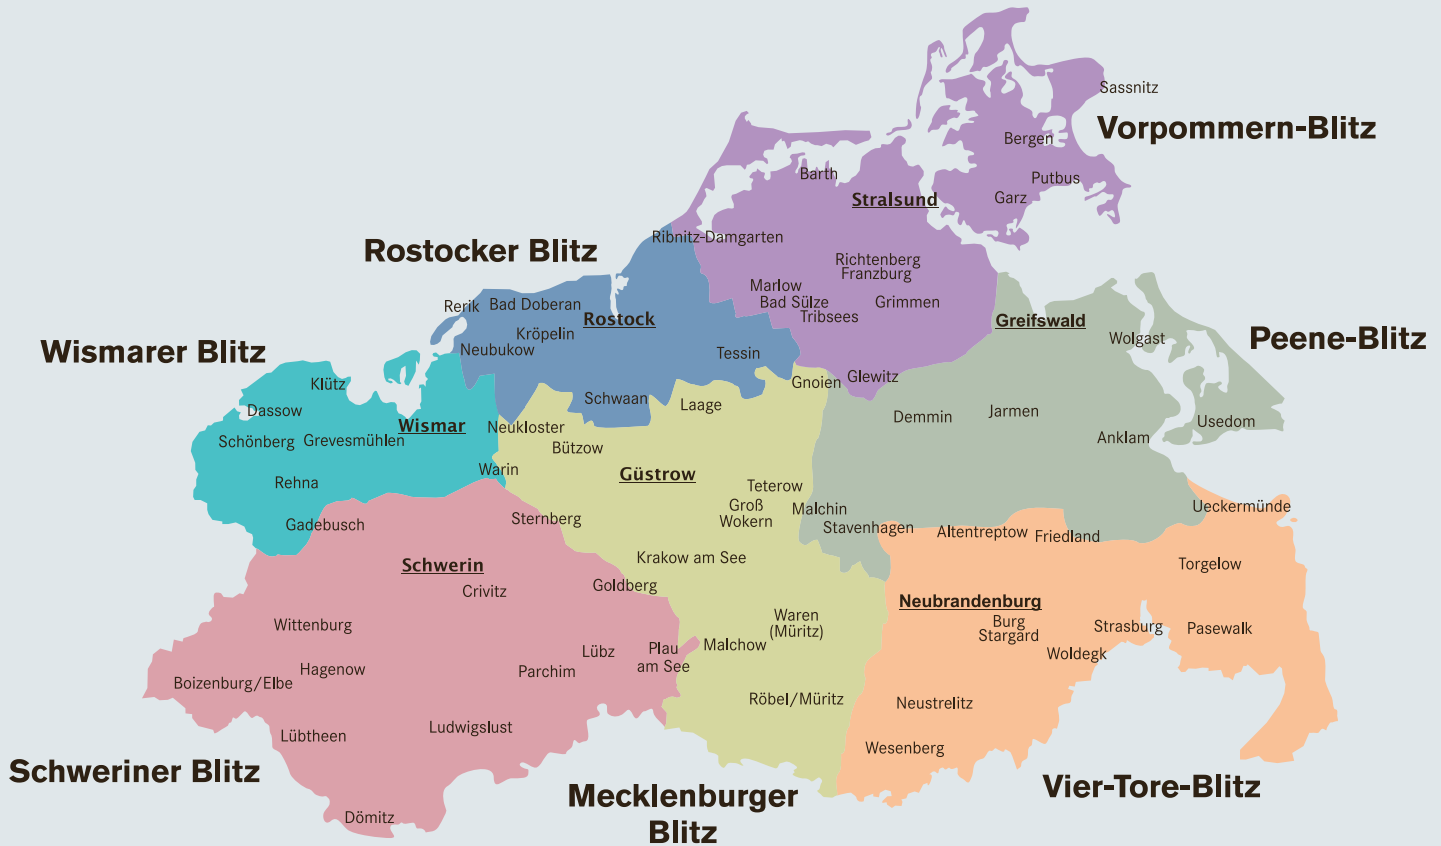 Sassnitz
Vorpommern-Blitz
Bergen
Barth
Putbus
Stralsund
Garz
Ribnitz-Damgarten
Rostocker Blitz
Richtenberg
Franzburg
Marlow
Bad Sülze
Grimmen
Tribsees
Rerik
Bad Doberan
Rostock
Kröpelin
Neubukow
Tessin
Greifswald
Wolgast
Peene-Blitz
Wismarer Blitz
Klütz
Dassow
Wismar
Schönberg
Grevesmühlen
Rehna
Gadebusch
Schwaan
Laage
Gnoien
Glewitz
Demmin
Jarmen
Anklam
Usedom
Neukloster
Bützow
Warin
Güstrow
Teterow
Groß
Wokern
Malchin
Stavenhagen
Sternberg
Altentreptow
Friedland
Ueckermünde
Krakow am See
Schwerin
Crivitz
Goldberg
Torgelow
Neubrandenburg
Burg
Stargard
Strasburg
Pasewalk
Woldegk
Waren
(Müritz)
Malchow
Wittenburg
Lübz
Plau
am See
Hagenow
Parchim
Boizenburg/Elbe
Röbel/Müritz
Neustrelitz
Ludwigslust
Lübtheen
Wesenberg
Schweriner Blitz
Dömitz
Mecklenburger
Blitz
Vier-Tore-Blitz